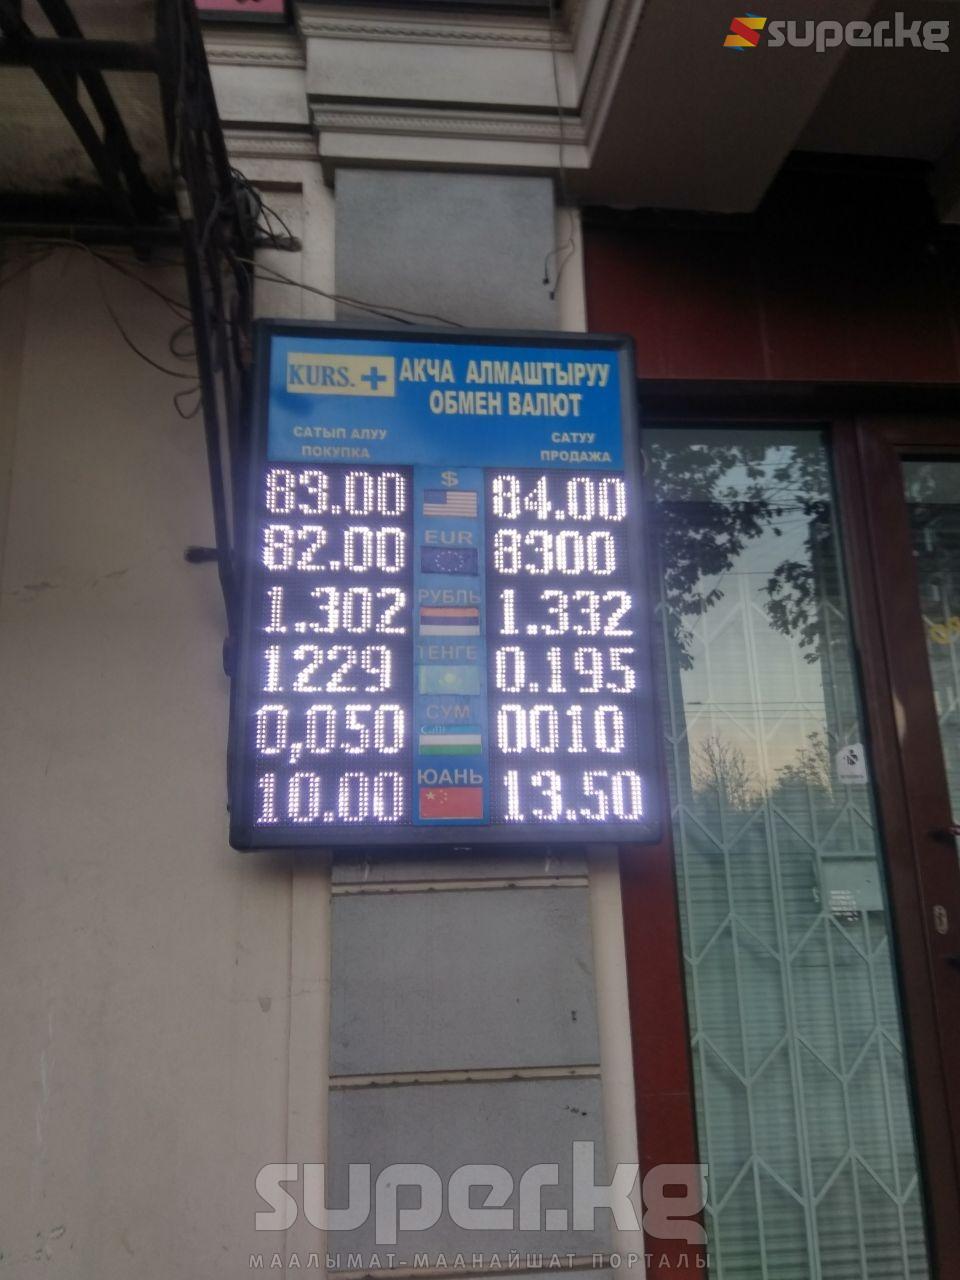 super.kg
KURS. + АКЧА АЛМАШТЫРУУ
ОБМЕН ВАЛЮТ
САТЫП АЛУУ САТУУ
ПОКУПКА ПРОДАЖА
83.00 $ 84.00
82.00 EUR 8300
1.302 РУБЛЬ 1.332
1229 ТЕНГЕ 0.195
0,050 СУМ 0010
10.00 ЮАНЬ 13.50
super.kg
МААЛЫМАТ-МААНАЙШАТ ПОРТАЛЫ